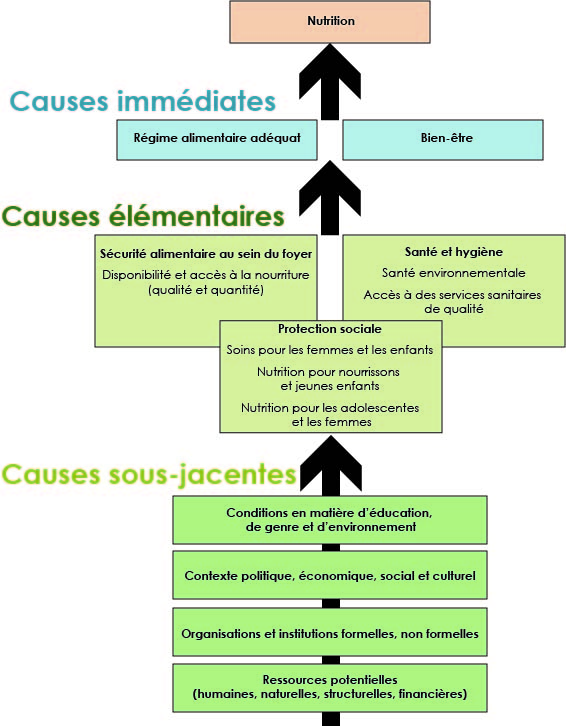 Nutrition
Causes immédiates
Régime alimentaire adéquat
Bien-être
Causes élémentaires
Sécurité alimentaire au sein du foyer
Disponibilité et accès à la nourriture
(qualité et quantité)
Santé et hygiène
Santé environnementale
Accès à des services sanitaires
de qualité
Protection sociale
Soins pour les femmes et les enfants
Nutrition pour nourrissons
et jeunes enfants
Nutrition pour les adolescentes
et les femmes
Causes sous-jacentes
Conditions en matière d'éducation,
de genre et d'environnement
Contexte politique, économique, social et culturel
Organisations et institutions formelles, non formelles
Ressources potentielles
(humaines, naturelles, structurelles, financières)